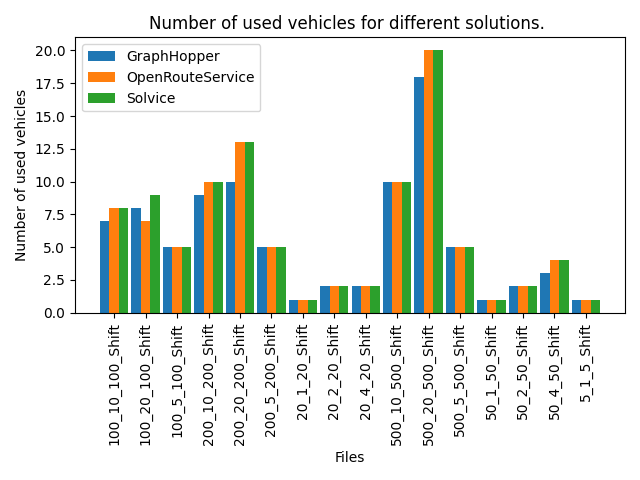 Number of used vehicles for different solutions.
GraphHopper
OpenRouteService
Solvice
Number of used vehicles
20.0
17.5
15.0
12.5
10.0
7.5
5.0
2.5
0.0
100_10_100_Shift
100_20_100_Shift
100_5_100_Shift
200_10_200_Shift
200_20_200_Shift
200_5_200_Shift
20_1_20_Shift
20_2_20_Shift
20_4_20_Shift
500_10_500_Shift
500_20_500_Shift
500_5_500_Shift
50_1_50_Shift
50_2_50_Shift
50_4_50_Shift
5_1_5_Shift
Files